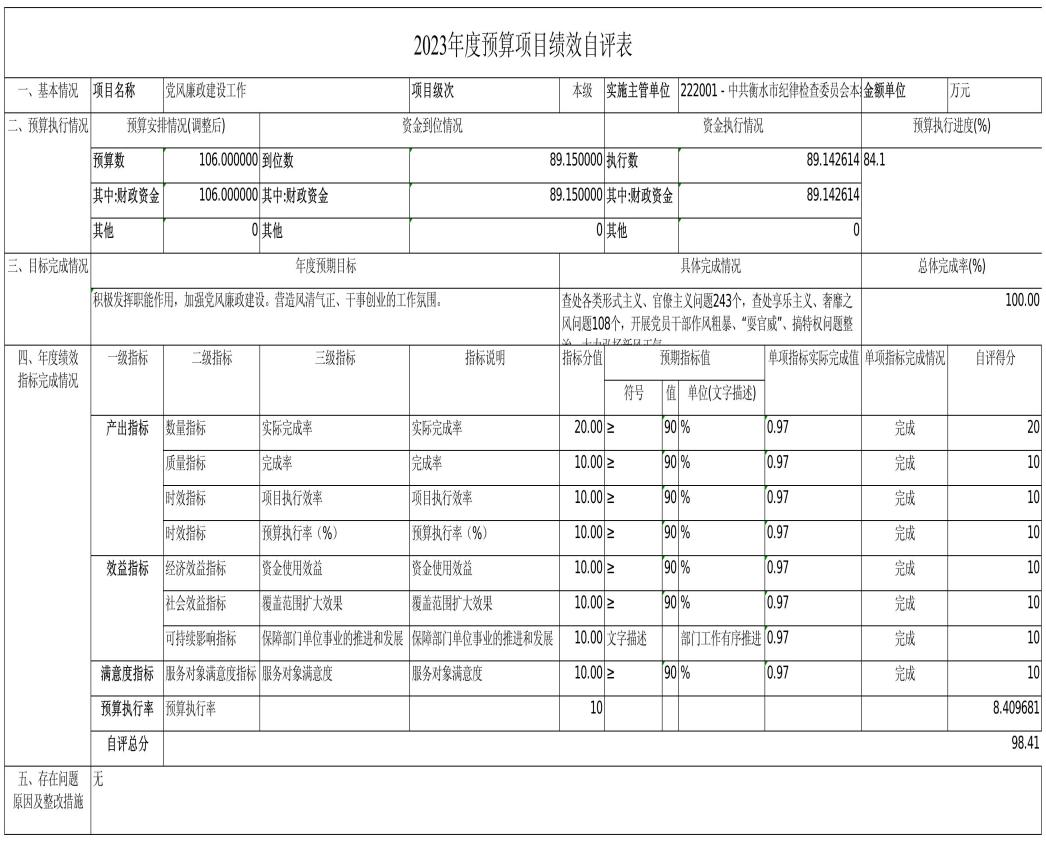 2023年度预算项目绩效自评表
一、基本情况 项目名称 党风廉政建设工作 项目级次 本级 实施主管单位 222001 - 中共衡水市纪律检查委员会本 金额单位 万元
二、预算执行情况 预算安排情况(调整后) 资金到位情况 资金执行情况 预算执行进度(%)
预算数 106.000000 到位数 89.150000 执行数 89.142614 84.1
其中:财政资金 106.000000 其中:财政资金 89.150000 其中:财政资金 89.142614
其他 0 其他 0 其他 0
三、目标完成情况 年度预期目标 具体完成情况 总体完成率(%)
积极发挥职能作用，加强党风廉政建设。营造风清气正、干事创业的工作氛围。 查处各类形式主义、官僚主义问题243个，查处享乐主义、奢靡之 100.00
风问题108个，开展党员干部作风粗暴、“耍官威”、搞特权问题整
四、年度绩效 一级指标 二级指标 三级指标 指标说明 指标分值 预期指标值 单项指标实际完成值 单项指标完成情况 自评得分
指标完成情况
符号 值 单位(文字描述)
产出指标 数量指标 实际完成率 实际完成率 20.00 ≥ 90 % 0.97 完成 20
质量指标 完成率 完成率 10.00 ≥ 90 % 0.97 完成 10
时效指标 项目执行效率 项目执行效率 10.00 ≥ 90 % 0.97 完成 10
时效指标 预算执行率（%） 预算执行率（%） 10.00 ≥ 90 % 0.97 完成 10
效益指标 经济效益指标 资金使用效益 资金使用效益 10.00 ≥ 90 % 0.97 完成 10
社会效益指标 覆盖范围扩大效果 覆盖范围扩大效果 10.00 ≥ 90 % 0.97 完成 10
可持续影响指标 保障部门单位事业的推进和发展 保障部门单位事业的推进和发展 10.00 文字描述 部门工作有序推进 0.97 完成 10
满意度指标 服务对象满意度指标 服务对象满意度 服务对象满意度 10.00 ≥ 90 % 0.97 完成 10
预算执行率 预算执行率 10 8.409681
自评总分 98.41
五、存在问题 无
原因及整改措施